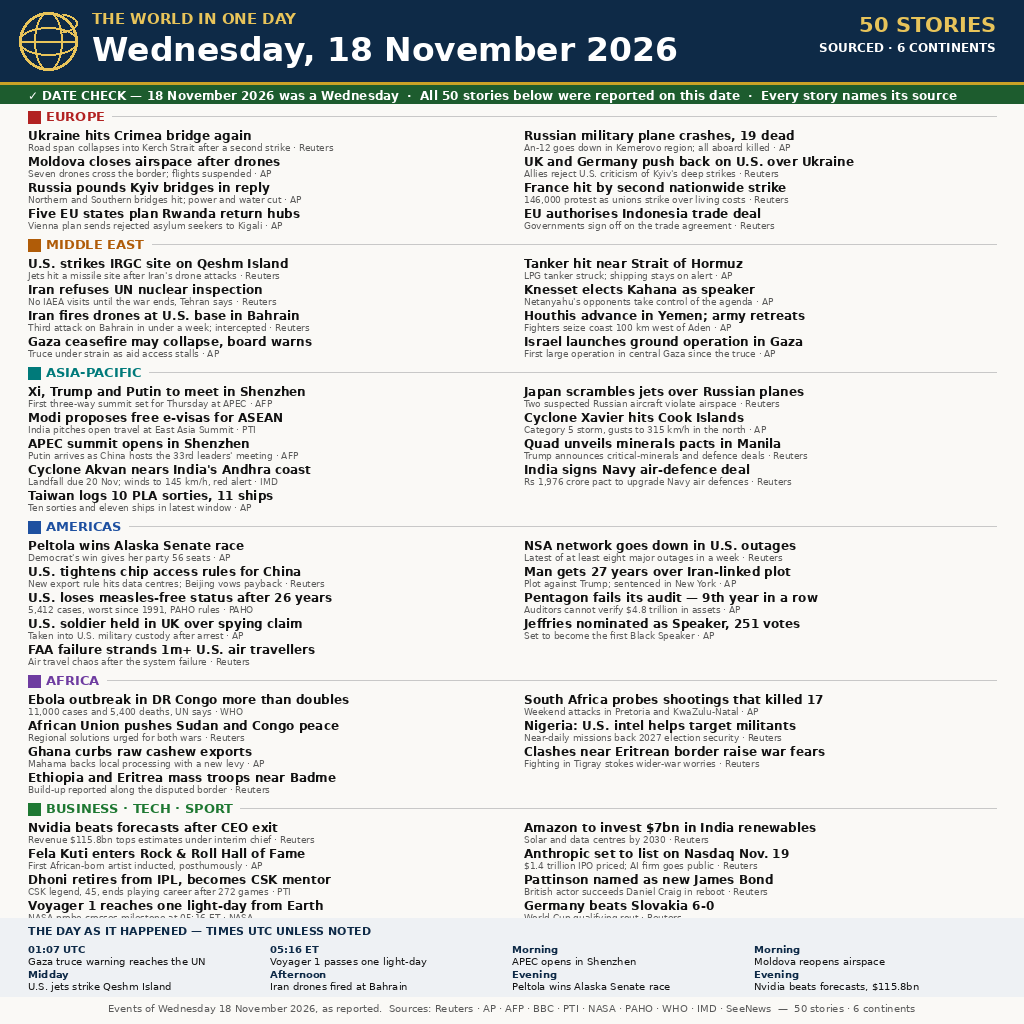 THE WORLD IN ONE DAY
Wednesday, 18 November 2026
50 STORIES
SOURCED · 6 CONTINENTS
✓ DATE CHECK — 18 November 2026 was a Wednesday · All 50 stories below were reported on this date · Every story names its source
EUROPE
Ukraine hits Crimea bridge again
Road span collapses into Kerch Strait after a second strike · Reuters
Moldova closes airspace after drones
Seven drones cross the border; flights suspended · AP
Russia pounds Kyiv bridges in reply
Northern and Southern bridges hit; power and water cut · AP
Five EU states plan Rwanda return hubs
Vienna plan sends rejected asylum seekers to Kigali · AP
Russian military plane crashes, 19 dead
An-12 goes down in Kemerovo region; all aboard killed · AP
UK and Germany push back on U.S. over Ukraine
Allies reject U.S. criticism of Kyiv's deep strikes · Reuters
France hit by second nationwide strike
146,000 protest as unions strike over living costs · Reuters
EU authorises Indonesia trade deal
Governments sign off on the trade agreement · Reuters
MIDDLE EAST
U.S. strikes IRGC site on Qeshm Island
Jets hit a missile site after Iran's drone attacks · Reuters
Iran refuses UN nuclear inspection
No IAEA visits until the war ends, Tehran says · Reuters
Iran fires drones at U.S. base in Bahrain
Third attack on Bahrain in under a week; intercepted · Reuters
Gaza ceasefire may collapse, board warns
Truce under strain as aid access stalls · AP
Tanker hit near Strait of Hormuz
LPG tanker struck; shipping stays on alert · AP
Knesset elects Kahana as speaker
Netanyahu's opponents take control of the agenda · AP
Houthis advance in Yemen; army retreats
Fighters seize coast 100 km west of Aden · AP
Israel launches ground operation in Gaza
First large operation in central Gaza since the truce · AP
ASIA-PACIFIC
Xi, Trump and Putin to meet in Shenzhen
First three-way summit set for Thursday at APEC · AFP
Modi proposes free e-visas for ASEAN
India pitches open travel at East Asia Summit · PTI
APEC summit opens in Shenzhen
Putin arrives as China hosts the 33rd leaders' meeting · AFP
Cyclone Akvan nears India's Andhra coast
Landfall due 20 Nov; winds to 145 km/h, red alert · IMD
Taiwan logs 10 PLA sorties, 11 ships
Ten sorties and eleven ships in latest window · AP
Japan scrambles jets over Russian planes
Two suspected Russian aircraft violate airspace · Reuters
Cyclone Xavier hits Cook Islands
Category 5 storm, gusts to 315 km/h in the north · AP
Quad unveils minerals pacts in Manila
Trump announces critical-minerals and defence deals · Reuters
India signs Navy air-defence deal
Rs 1,976 crore pact to upgrade Navy air defences · Reuters
AMERICAS
Peltola wins Alaska Senate race
Democrat's win gives her party 56 seats · AP
U.S. tightens chip access rules for China
New export rule hits data centres; Beijing vows payback · Reuters
U.S. loses measles-free status after 26 years
5,412 cases, worst since 1991, PAHO rules · PAHO
U.S. soldier held in UK over spying claim
Taken into U.S. military custody after arrest · AP
FAA failure strands 1m+ U.S. air travellers
Air travel chaos after the system failure · Reuters
NSA network goes down in U.S. outages
Latest of at least eight major outages in a week · Reuters
Man gets 27 years over Iran-linked plot
Plot against Trump; sentenced in New York · AP
Pentagon fails its audit — 9th year in a row
Auditors cannot verify $4.8 trillion in assets · AP
Jeffries nominated as Speaker, 251 votes
Set to become the first Black Speaker · AP
AFRICA
Ebola outbreak in DR Congo more than doubles
11,000 cases and 5,400 deaths, UN says · WHO
African Union pushes Sudan and Congo peace
Regional solutions urged for both wars · Reuters
Ghana curbs raw cashew exports
Mahama backs local processing with a new levy · AP
Ethiopia and Eritrea mass troops near Badme
Build-up reported along the disputed border · Reuters
South Africa probes shootings that killed 17
Weekend attacks in Pretoria and KwaZulu-Natal · AP
Nigeria: U.S. intel helps target militants
Near-daily missions back 2027 election security · Reuters
Clashes near Eritrean border raise war fears
Fighting in Tigray stokes wider-war worries · Reuters
BUSINESS · TECH · SPORT
Nvidia beats forecasts after CEO exit
Revenue $115.8bn tops estimates under interim chief · Reuters
Fela Kuti enters Rock & Roll Hall of Fame
First African-born artist inducted, posthumously · AP
Dhoni retires from IPL, becomes CSK mentor
CSK legend, 45, ends playing career after 272 games · PTI
Voyager 1 reaches one light-day from Earth
NASA probe crosses milestone at 05:16 ET · NASA
Amazon to invest $7bn in India renewables
Solar and data centres by 2030 · Reuters
Anthropic set to list on Nasdaq Nov. 19
$1.4 trillion IPO priced; AI firm goes public · Reuters
Pattinson named as new James Bond
British actor succeeds Daniel Craig in reboot · Reuters
Germany beats Slovakia 6-0
World Cup qualifying rout · Reuters
THE DAY AS IT HAPPENED — TIMES UTC UNLESS NOTED
01:07 UTC
Gaza truce warning reaches the UN
05:16 ET
Voyager 1 passes one light-day
Morning
APEC opens in Shenzhen
Morning
Moldova reopens airspace
Midday
U.S. jets strike Qeshm Island
Afternoon
Iran drones fired at Bahrain
Evening
Peltola wins Alaska Senate race
Evening
Nvidia beats forecasts, $115.8bn
Events of Wednesday 18 November 2026, as reported. Sources: Reuters · AP · AFP · BBC · PTI · NASA · PAHO · WHO · IMD · SeeNews — 50 stories · 6 continents